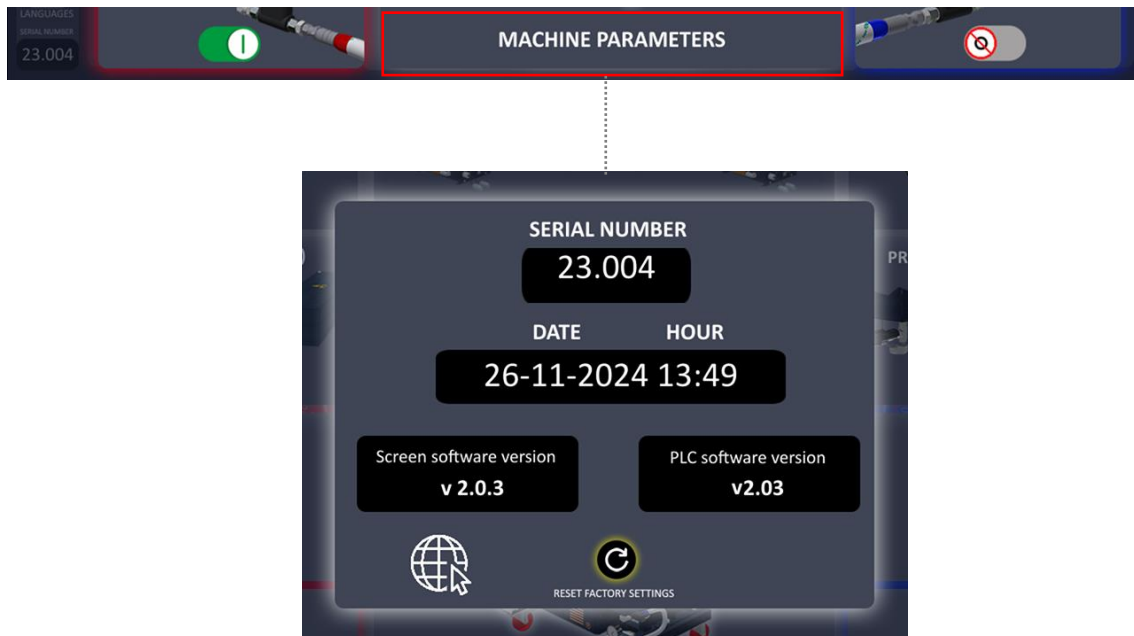 LANGUAGES
SERIAL NUMBER
23.004
MACHINE PARAMETERS
SERIAL NUMBER
23.004
PR
DATE HOUR
26-11-2024 13:49
Screen software version
v 2.0.3
PLC software version
v2.03
RESET FACTORY SETTINGS